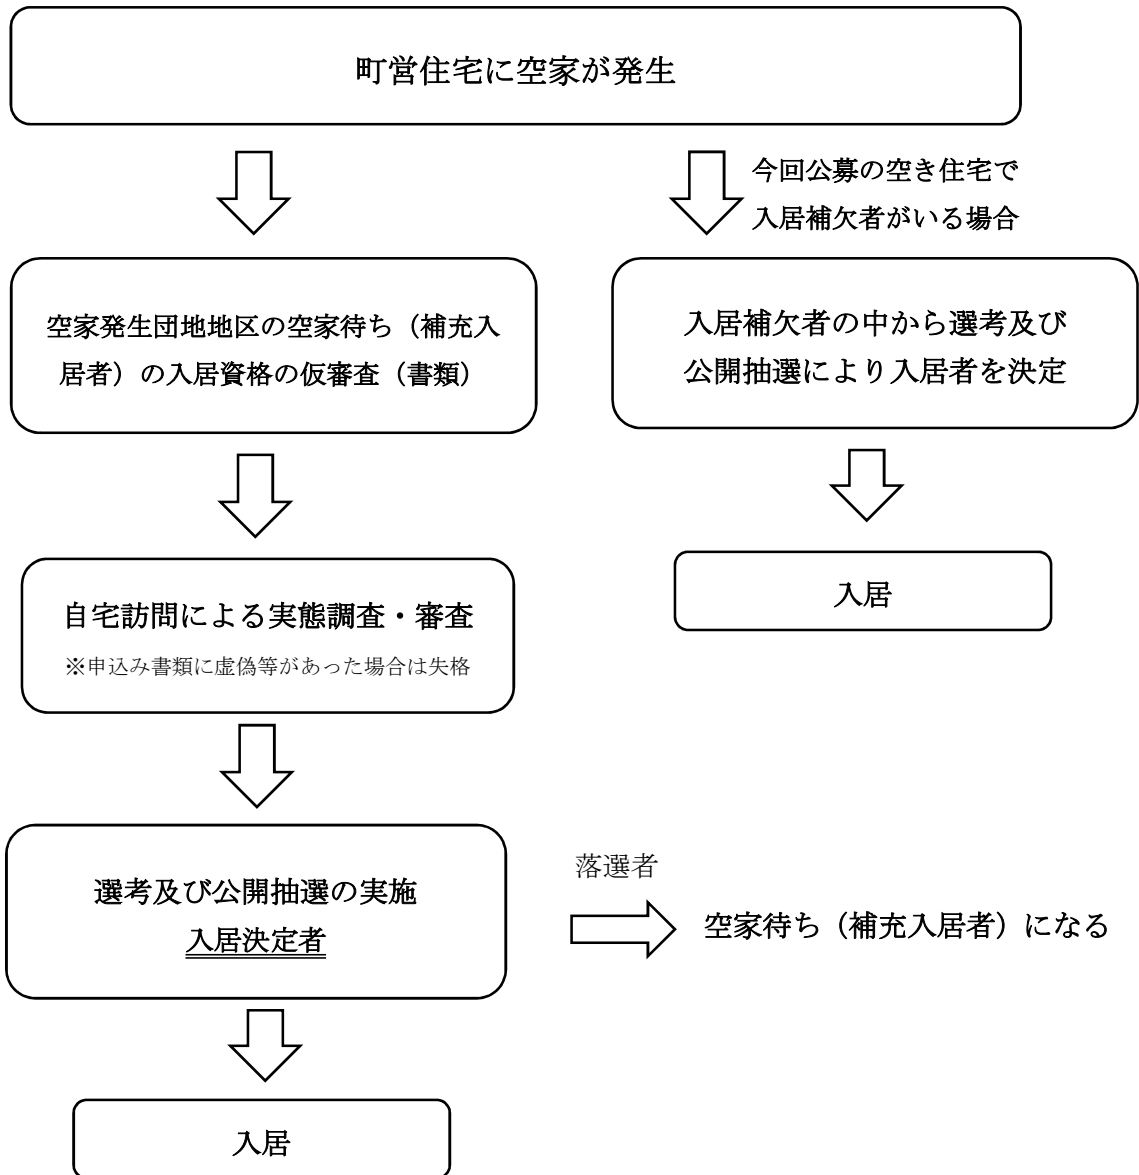 町営住宅に空家が発生
今回公募の空き住宅で
入居補欠者がいる場合
空家発生団地地区の空家待ち（補充入
居者）の入居資格の仮審査（書類）
入居補欠者の中から選考及び
公開抽選により入居者を決定
自宅訪問による実態調査・審査
※申込み書類に虚偽等があった場合は失格
入居
選考及び公開抽選の実施
入居決定者
落選者
空家待ち（補充入居者）になる
入居